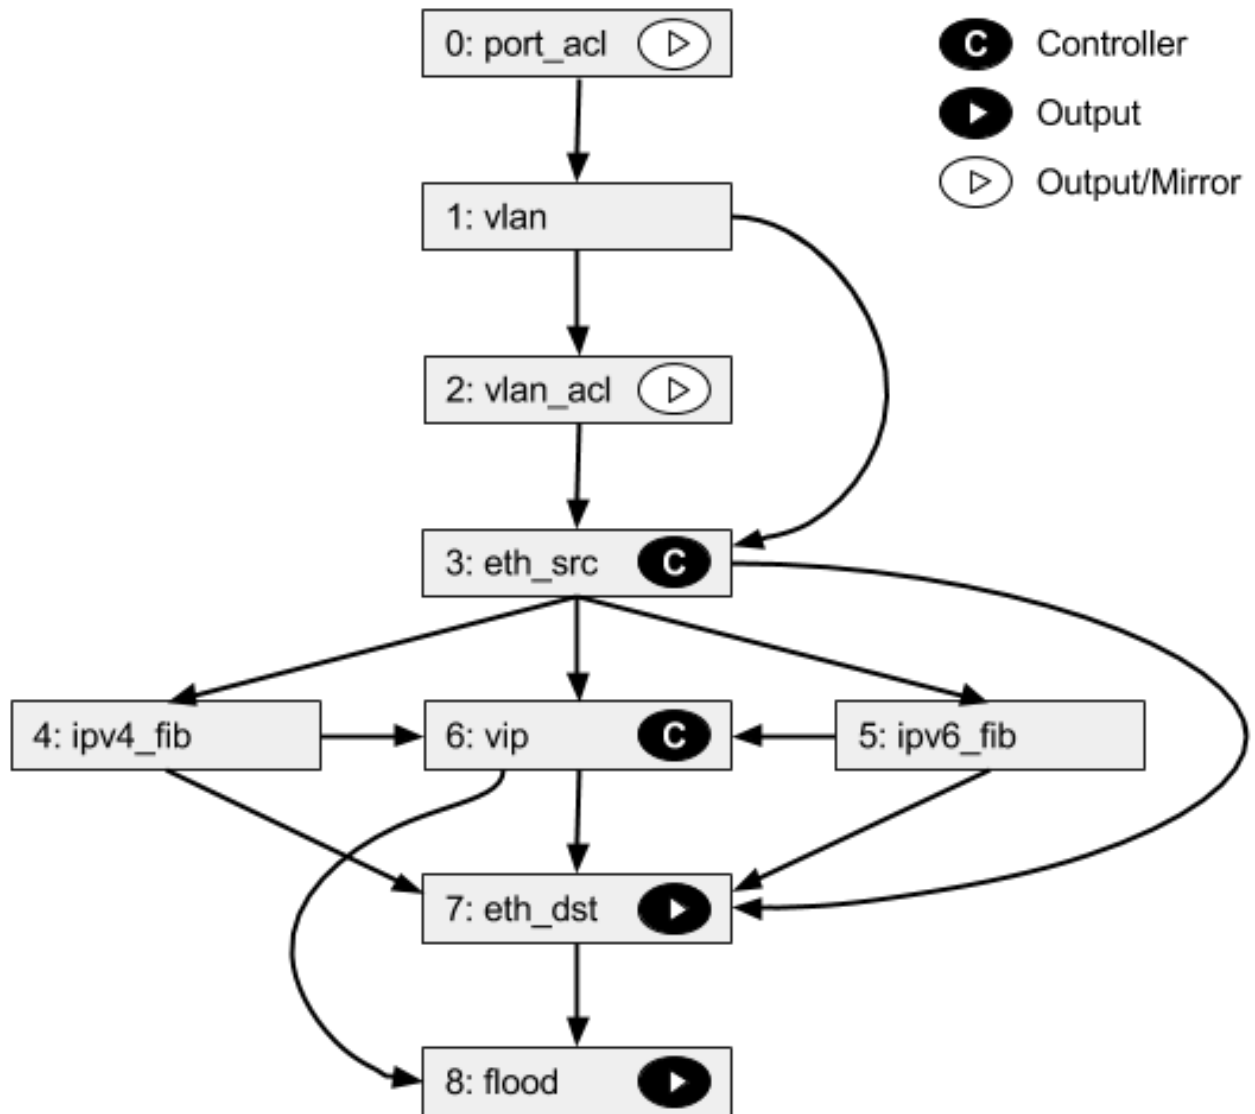 0: port_acl
C Controller
Output
1: vlan
Output/Mirror
2: vlan_acl
3: eth_src C
4: ipv4_fib
6: vip C
5: ipv6_fib
7: eth_dst
8: flood